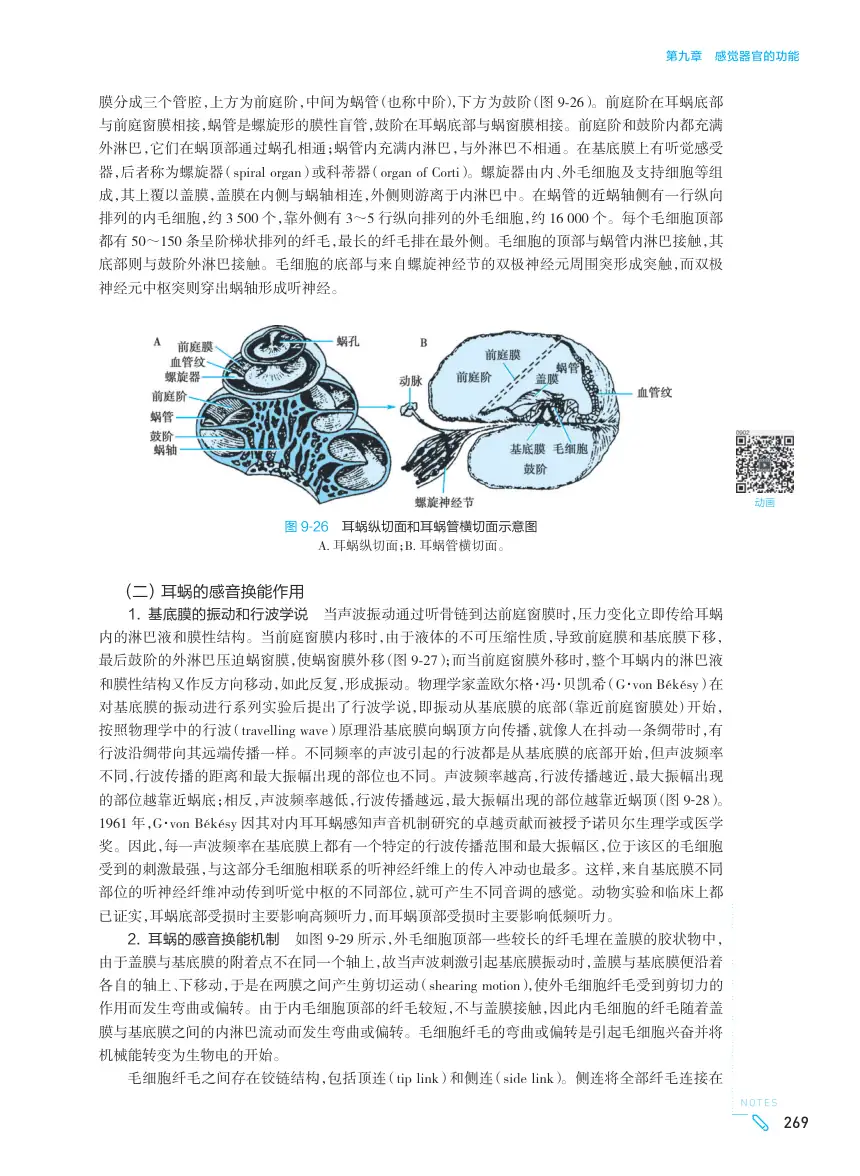 第九章 感觉器官的功能
膜分成三个管腔,上方为前庭阶,中间为蜗管(也称中阶),下方为鼓阶(图 9-26)。前庭阶在耳蜗底部
与前庭窗膜相接,蜗管是螺旋形的膜性盲管,鼓阶在耳蜗底部与蜗窗膜相接。前庭阶和鼓阶内都充满
外淋巴,它们在蜗顶部通过蜗孔相通;蜗管内充满内淋巴,与外淋巴不相通。在基底膜上有听觉感受
器,后者称为螺旋器(spiral organ)或科蒂器(organ of Corti)。螺旋器由内、外毛细胞及支持细胞等组
成,其上覆以盖膜,盖膜在内侧与蜗轴相连,外侧则游离于内淋巴中。在蜗管的近蜗轴侧有一行纵向
排列的内毛细胞,约 3 500 个,靠外侧有 3~5 行纵向排列的外毛细胞,约 16 000 个。每个毛细胞顶部
都有 50~150 条呈阶梯状排列的纤毛,最长的纤毛排在最外侧。毛细胞的顶部与蜗管内淋巴接触,其
底部则与鼓阶外淋巴接触。毛细胞的底部与来自螺旋神经节的双极神经元周围突形成突触,而双极
神经元中枢突则穿出蜗轴形成听神经。
A
前庭膜
血管纹
螺旋器
前庭阶
蜗管
鼓阶
蜗轴
蜗孔
B
动脉
前庭膜
前庭阶
蜗管
盖膜
血管纹
基底膜 毛细胞
鼓阶
螺旋神经节
0902
动画
图 9-26 耳蜗纵切面和耳蜗管横切面示意图
A. 耳蜗纵切面;B. 耳蜗管横切面。
(二)耳蜗的感音换能作用
1. 基底膜的振动和行波学说 当声波振动通过听骨链到达前庭窗膜时,压力变化立即传给耳蜗
内的淋巴液和膜性结构。当前庭窗膜内移时,由于液体的不可压缩性质,导致前庭膜和基底膜下移,
最后鼓阶的外淋巴压迫蜗窗膜,使蜗窗膜外移(图 9-27);而当前庭窗膜外移时,整个耳蜗内的淋巴液
和膜性结构又作反方向移动,如此反复,形成振动。物理学家盖欧尔格·冯·贝凯希(G·von Békésy)在
对基底膜的振动进行系列实验后提出了行波学说,即振动从基底膜的底部(靠近前庭窗膜处)开始,
按照物理学中的行波(travelling wave)原理沿基底膜向蜗顶方向传播,就像人在抖动一条绸带时,有
行波沿绸带向其远端传播一样。不同频率的声波引起的行波都是从基底膜的底部开始,但声波频率
不同,行波传播的距离和最大振幅出现的部位也不同。声波频率越高,行波传播越近,最大振幅出现
的部位越靠近蜗底;相反,声波频率越低,行波传播越远,最大振幅出现的部位越靠近蜗顶(图 9-28)。
1961 年,G·von Békésy 因其对内耳耳蜗感知声音机制研究的卓越贡献而被授予诺贝尔生理学或医学
奖。因此,每一声波频率在基底膜上都有一个特定的行波传播范围和最大振幅区,位于该区的毛细胞
受到的刺激最强,与这部分毛细胞相联系的听神经纤维上的传入冲动也最多。这样,来自基底膜不同
部位的听神经纤维冲动传到听觉中枢的不同部位,就可产生不同音调的感觉。动物实验和临床上都
已证实,耳蜗底部受损时主要影响高频听力,而耳蜗顶部受损时主要影响低频听力。
2. 耳蜗的感音换能机制 如图 9-29 所示,外毛细胞顶部一些较长的纤毛埋在盖膜的胶状物中,
由于盖膜与基底膜的附着点不在同一个轴上,故当声波刺激引起基底膜振动时,盖膜与基底膜便沿着
各自的轴上、下移动,于是在两膜之间产生剪切运动(shearing motion),使外毛细胞纤毛受到剪切力的
作用而发生弯曲或偏转。由于内毛细胞顶部的纤毛较短,不与盖膜接触,因此内毛细胞的纤毛随着盖
膜与基底膜之间的内淋巴流动而发生弯曲或偏转。毛细胞纤毛的弯曲或偏转是引起毛细胞兴奋并将
机械能转变为生物电的开始。
毛细胞纤毛之间存在铰链结构,包括顶连(tip link)和侧连(side link)。侧连将全部纤毛连接在
NOTES
269